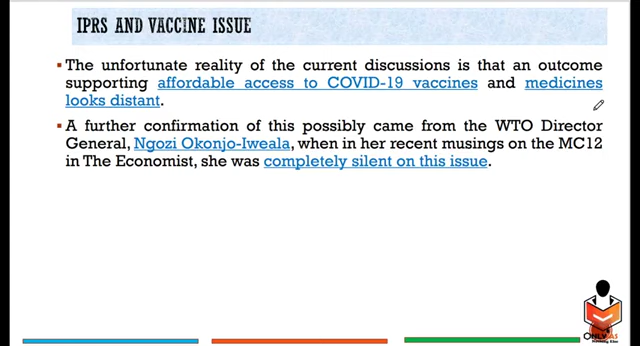 IPRS AND VACCINE ISSUE
▪ The unfortunate reality of the current discussions is that an outcome
supporting affordable access to COVID-19 vaccines and medicines
looks distant.
▪ A further confirmation of this possibly came from the WTO Director
General, Ngozi Okonjo-Iweala, when in her recent musings on the MC12
in The Economist, she was completely silent on this issue.